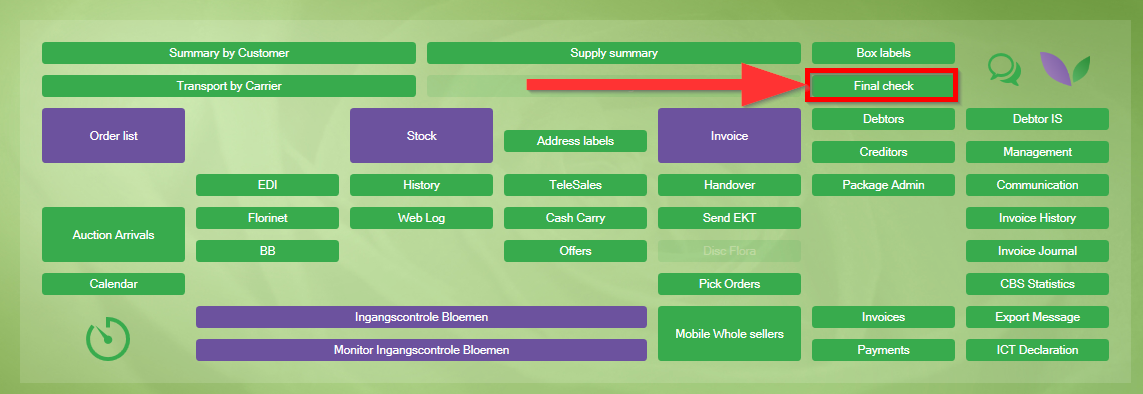 Summary by Customer
Supply summary
Box labels
Transport by Carrier
Final check
Order list
Stock
Address labels
Invoice
Debtors
Debtor IS
Creditors
Management
EDI
History
TeleSales
Handover
Package Admin
Communication
Auction Arrivals
Florinet
Web Log
Cash Carry
Send EKT
Invoice History
BB
Offers
Disc Flora
Invoice Journal
Calendar
Pick Orders
CBS Statistics
Ingangscontrole Bloemen
Mobile Whole sellers
Invoices
Export Message
Monitor Ingangscontrole Bloemen
Payments
ICT Declaration